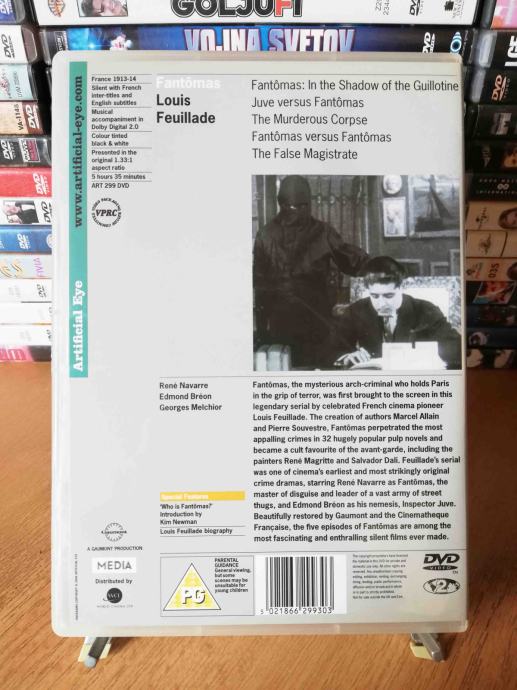 GOLJUFI
VOJNA SVETOV
www.artificial-eye.com
Artificial Eye
France 1913-14
Silent with French
inter-titles and
English subtitles
Musical
accompaniment in
Dolby Digital 2.0
Colour tinted
black & white
Presented in the
original 1.33:1
aspect ratio
5 hours 35 minutes
ART 299 DVD
VPRC
Fantômas
Louis
Feuillade
Fantômas: In the Shadow of the Guillotine
Juve versus Fantômas
The Murderous Corpse
Fantômas versus Fantômas
The False Magistrate
René Navarre
Edmond Bréon
Georges Melchior
Fantômas, the mysterious arch-criminal who holds Paris
in the grip of terror, was first brought to the screen in this
legendary serial by celebrated French cinema pioneer
Louis Feuillade. The creation of authors Marcel Allain
and Pierre Souvestre, Fantômas perpetrated the most
appalling crimes in 32 hugely popular pulp novels and
became a cult favourite of the avant-garde, including the
painters René Magritte and Salvador Dali. Feuillade's serial
was one of cinema's earliest and most strikingly original
crime dramas, starring René Navarre as Fantômas, the
master of disguise and leader of a vast army of street
thugs, and Edmond Bréon as his nemesis, Inspector Juve.
Beautifully restored by Gaumont and the Cinematheque
Française, the five episodes of Fantômas are among the
most fascinating and enthralling silent films ever made.
Special Features
'Who is Fantômas?'
Introduction by
Kim Newman
Louis Feuillade biography
A GAUMONT PRODUCTION
MEDIA
Distributed by
WORLD CINEMA LTD
PG
PARENTAL
GUIDANCE
General viewing,
but some
scenes may be
unsuitable for
young children
5 021866 299303
DVD
VIDEO
2